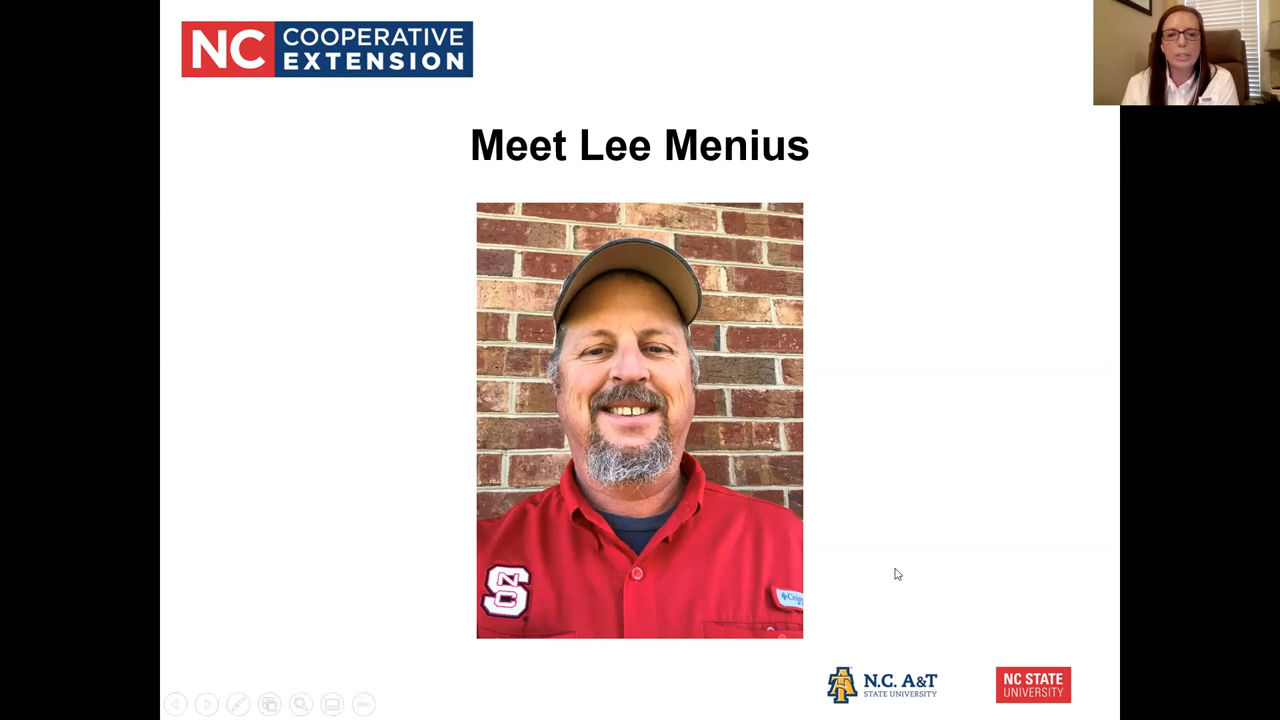 NC COOPERATIVE
EXTENSION
Meet Lee Menius
N.C. A&T
STATE UNIVERSITY
NC STATE
UNIVERSITY